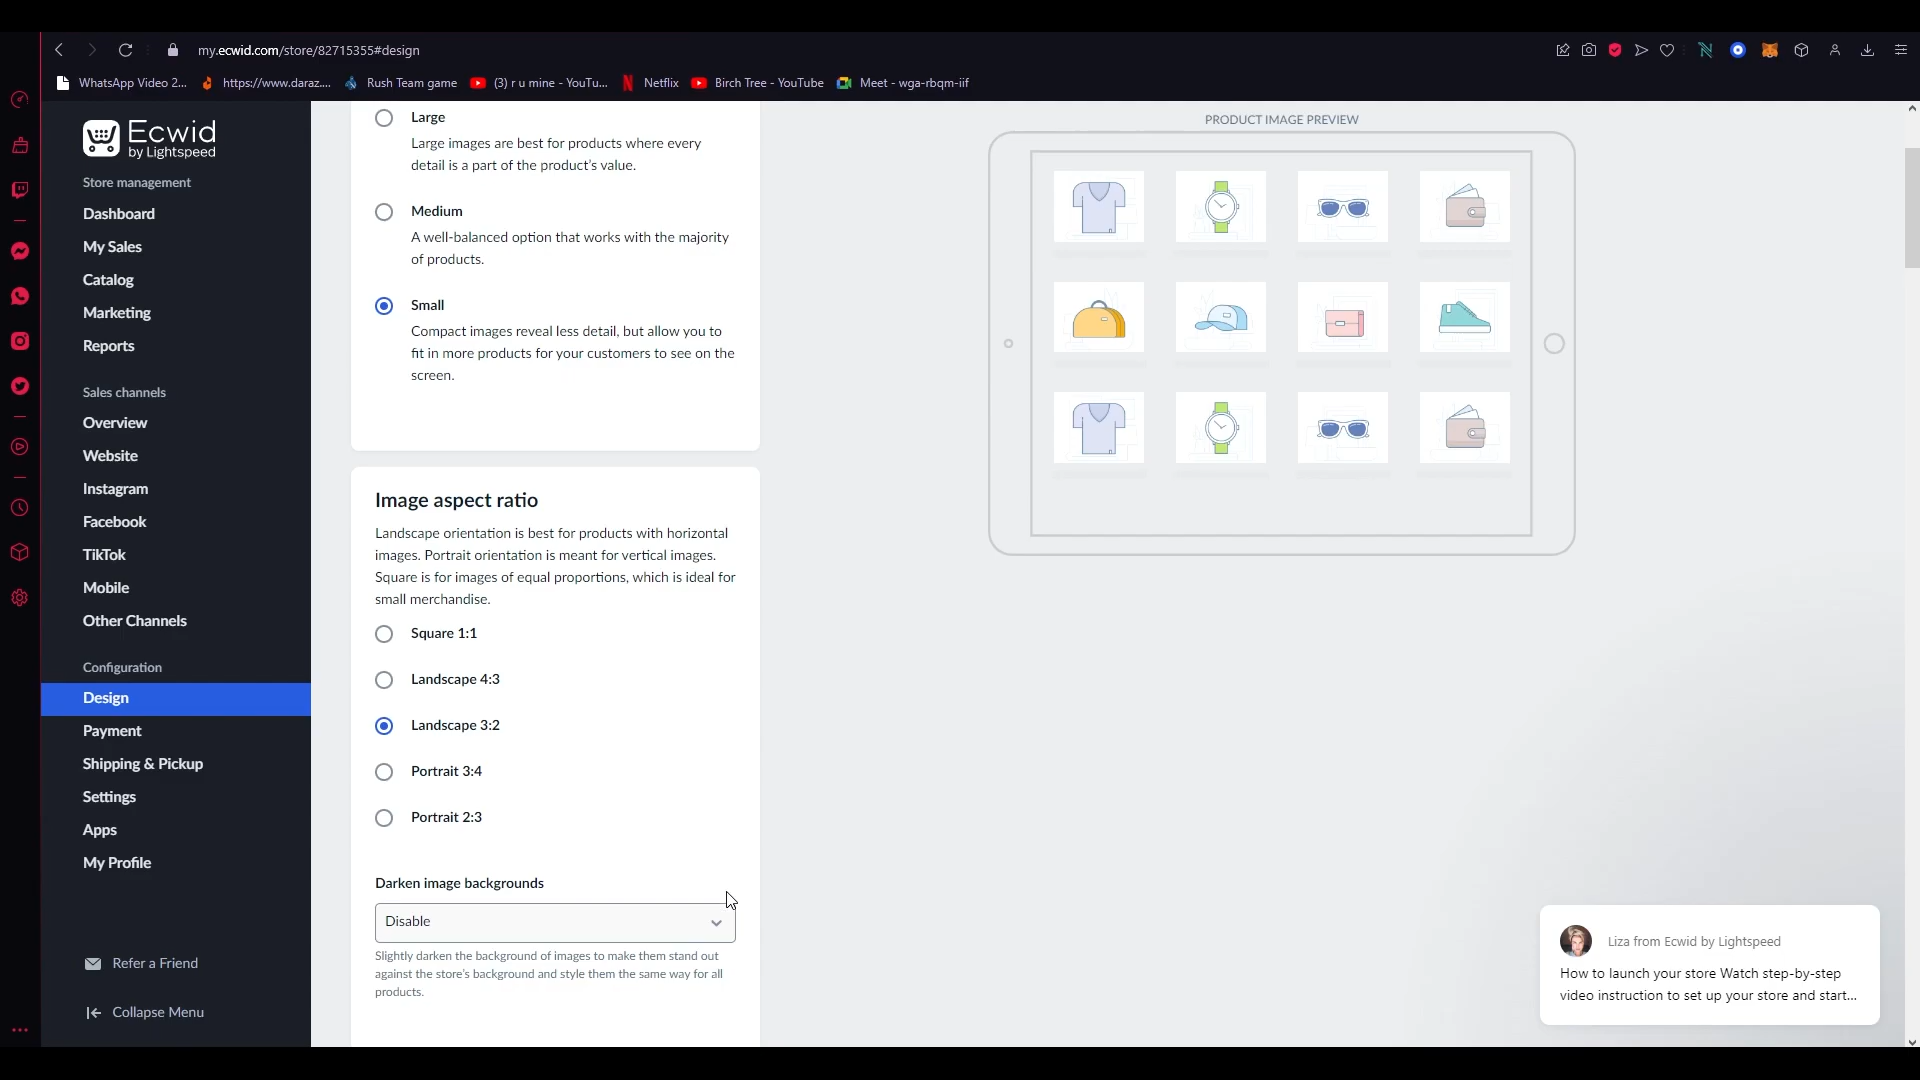 my.ecwid.com/store/82715355#design
WhatsApp Video 2...
https://www.daraz....
Rush Team game
(3) r u mine - YouTu...
Netflix
Birch Tree - YouTube
Meet - wga-rbqm-iif
Ecwid
by Lightspeed
Store management
Dashboard
My Sales
Catalog
Marketing
Reports
Sales channels
Overview
Website
Instagram
Facebook
TikTok
Mobile
Other Channels
Configuration
Design
Payment
Shipping & Pickup
Settings
Apps
My Profile
Refer a Friend
Collapse Menu
Large
Large images are best for products where every
detail is a part of the product's value.
Medium
A well-balanced option that works with the majority
of products.
Small
Compact images reveal less detail, but allow you to
fit in more products for your customers to see on the
screen.
Image aspect ratio
Landscape orientation is best for products with horizontal
images. Portrait orientation is meant for vertical images.
Square is for images of equal proportions, which is ideal for
small merchandise.
Square 1:1
Landscape 4:3
Landscape 3:2
Portrait 3:4
Portrait 2:3
Darken image backgrounds
Disable
Slightly darken the background of images to make them stand out
against the store's background and style them the same way for all
products.
PRODUCT IMAGE PREVIEW
Liza from Ecwid by Lightspeed
How to launch your store Watch step-by-step
video instruction to set up your store and start...